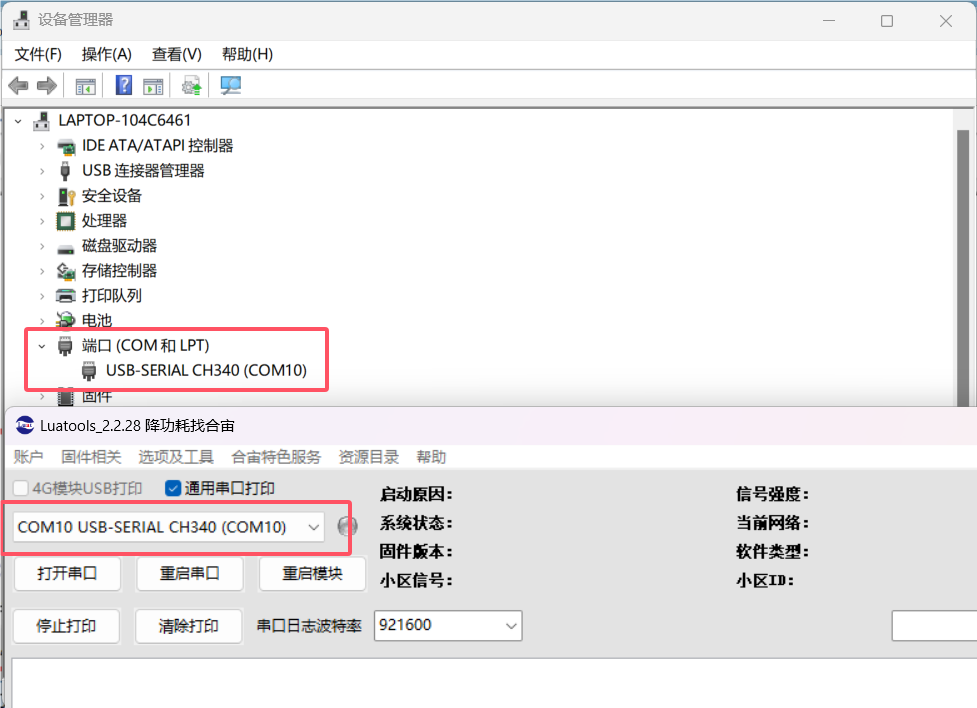 设备管理器
文件(F) 操作(A) 查看(V) 帮助(H)
LAPTOP-104C6461
IDE ATA/ATAPI 控制器
USB 连接器管理器
安全设备
处理器
磁盘驱动器
存储控制器
打印队列
电池
端口 (COM 和 LPT)
USB-SERIAL CH340 (COM10)
固件
Luatools_2.2.28 降功耗找合宙
账户 固件相关 选项及工具 合宙特色服务 资源目录 帮助
4G模块USB打印 通用串口打印
COM10 USB-SERIAL CH340 (COM10)
打开串口 重启串口 重启模块
停止打印 清除打印 串口日志波特率 921600
启动原因: 信号强度:
系统状态: 当前网络:
固件版本: 软件类型:
小区信号: 小区ID: